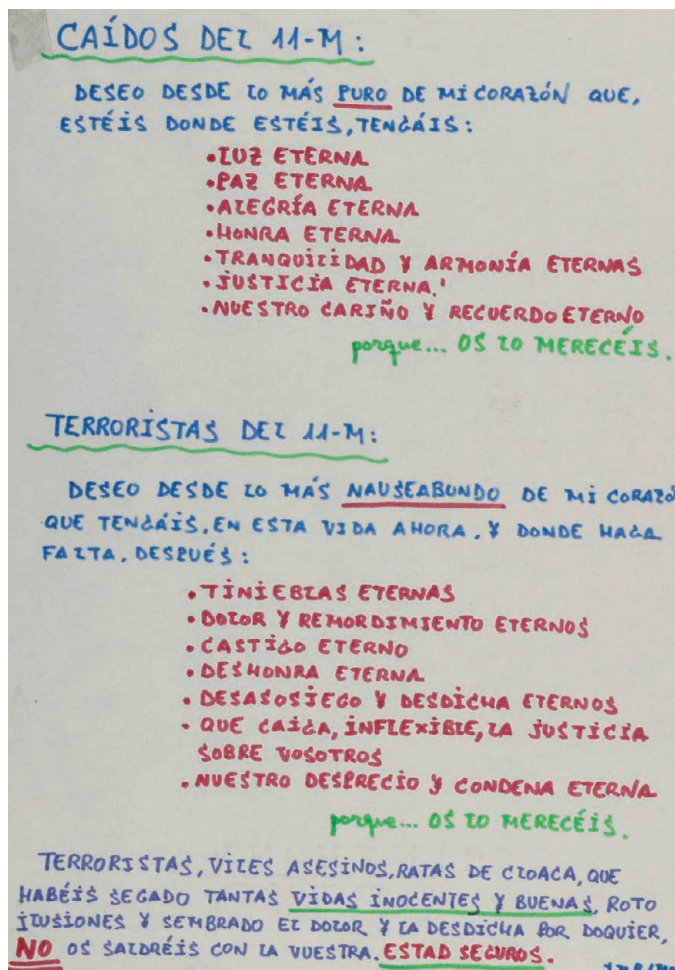 CAÍDOS DEL 11-M:
DESEO DESDE LO MÁS PURO DE MI CORAZÓN QUE,
ESTÉIS DONDE ESTÉIS, TENGÁIS:
•LUZ ETERNA
•PAZ ETERNA
•ALEGRÍA ETERNA
•HONRA ETERNA
•TRANQUILIDAD Y ARMONÍA ETERNAS
•JUSTICIA ETERNA
•NUESTRO CARIÑO Y RECUERDO ETERNO
porque... OS LO MERECÉIS.
TERRORISTAS DEL 11-M:
DESEO DESDE LO MÁS NAUSEABUNDO DE MI CORAZÓ
QUE TENGÁIS, EN ESTA VIDA AHORA, Y DONDE HAGA
FALTA, DESPUÉS:
•TINIEBLAS ETERNAS
•DOLOR Y REMORDIMIENTO ETERNOS
•CASTIGO ETERNO
•DESHONRA ETERNA
•DESASOSIEGO Y DESDICHA ETERNOS
•QUE CAIGA, INFLEXIBLE, LA JUSTICIA
SOBRE VOSOTROS
•NUESTRO DESPRECIO Y CONDENA ETERNA
porque... OS LO MERECÉIS.
TERRORISTAS, VILES ASESINOS, RATAS DE CLOACA, QUE
HABÉIS SEGADO TANTAS VIDAS INOCENTES Y BUENAS, ROTO
ILUSIONES Y SEMBRADO EL DOLOR Y LA DESDICHA POR DOQUIER,
NO OS SALDRÉIS CON LA VUESTRA. ESTAD SEGUROS.